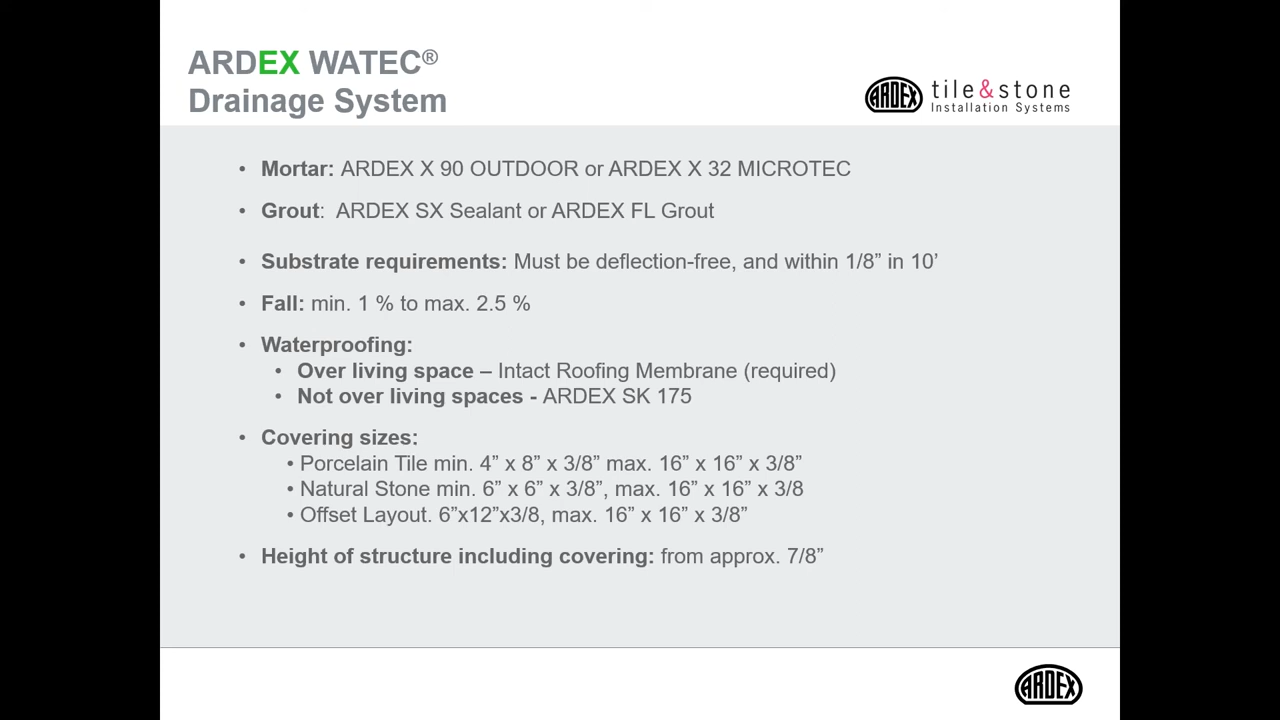 ARDEX WATEC®
Drainage System
ARDEX
tile&stone
Installation Systems
• Mortar: ARDEX X 90 OUTDOOR or ARDEX X 32 MICROTEC
• Grout:  ARDEX SX Sealant or ARDEX FL Grout
• Substrate requirements: Must be deflection-free, and within 1/8” in 10’
• Fall: min. 1 % to max. 2.5 %
• Waterproofing:
• Over living space – Intact Roofing Membrane (required)
• Not over living spaces - ARDEX SK 175
• Covering sizes:
• Porcelain Tile min. 4” x 8” x 3/8” max. 16” x 16” x 3/8”
• Natural Stone min. 6” x 6” x 3/8”, max. 16” x 16” x 3/8
• Offset Layout. 6”x12”x3/8, max. 16” x 16” x 3/8”
• Height of structure including covering: from approx. 7/8”
ARDEX